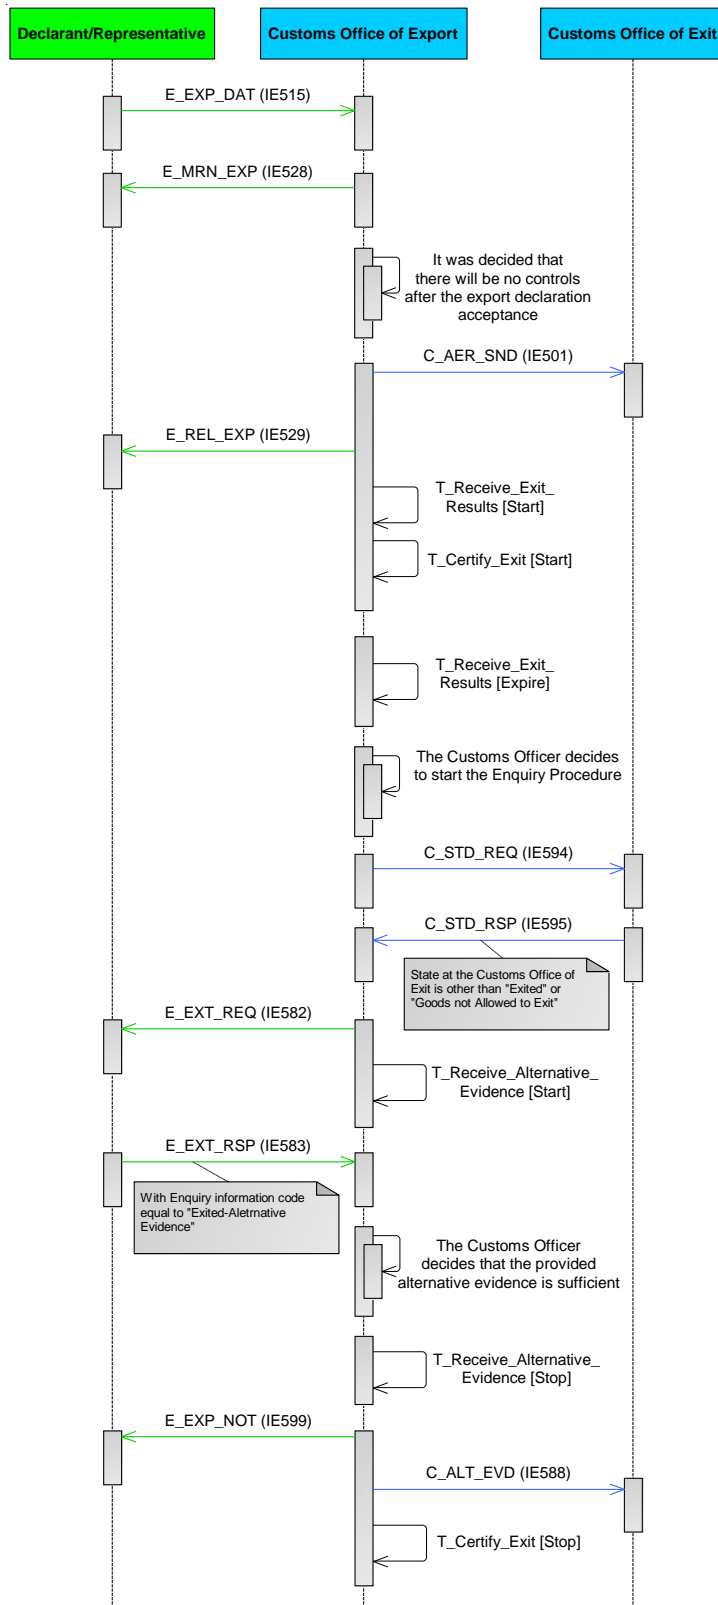 Declarant/Representative
Customs Office of Export
Customs Office of Exit
E_EXP_DAT (IE515)
E_MRN_EXP (IE528)
It was decided that
there will be no controls
after the export declaration
acceptance
C_AER_SND (IE501)
E_REL_EXP (IE529)
T_Receive_Exit_
Results [Start]
T_Certify_Exit [Start]
T_Receive_Exit_
Results [Expire]
The Customs Officer decides
to start the Enquiry Procedure
C_STD_REQ (IE594)
C_STD_RSP (IE595)
State at the Customs Office of
Exit is other than "Exited" or
"Goods not Allowed to Exit"
E_EXT_REQ (IE582)
T_Receive_Alternative_
Evidence [Start]
E_EXT_RSP (IE583)
With Enquiry information code
equal to "Exited-Aletrnative
Evidence"
The Customs Officer
decides that the provided
alternative evidence is sufficient
T_Receive_Alternative_
Evidence [Stop]
E_EXP_NOT (IE599)
C_ALT_EVD (IE588)
T_Certify_Exit [Stop]